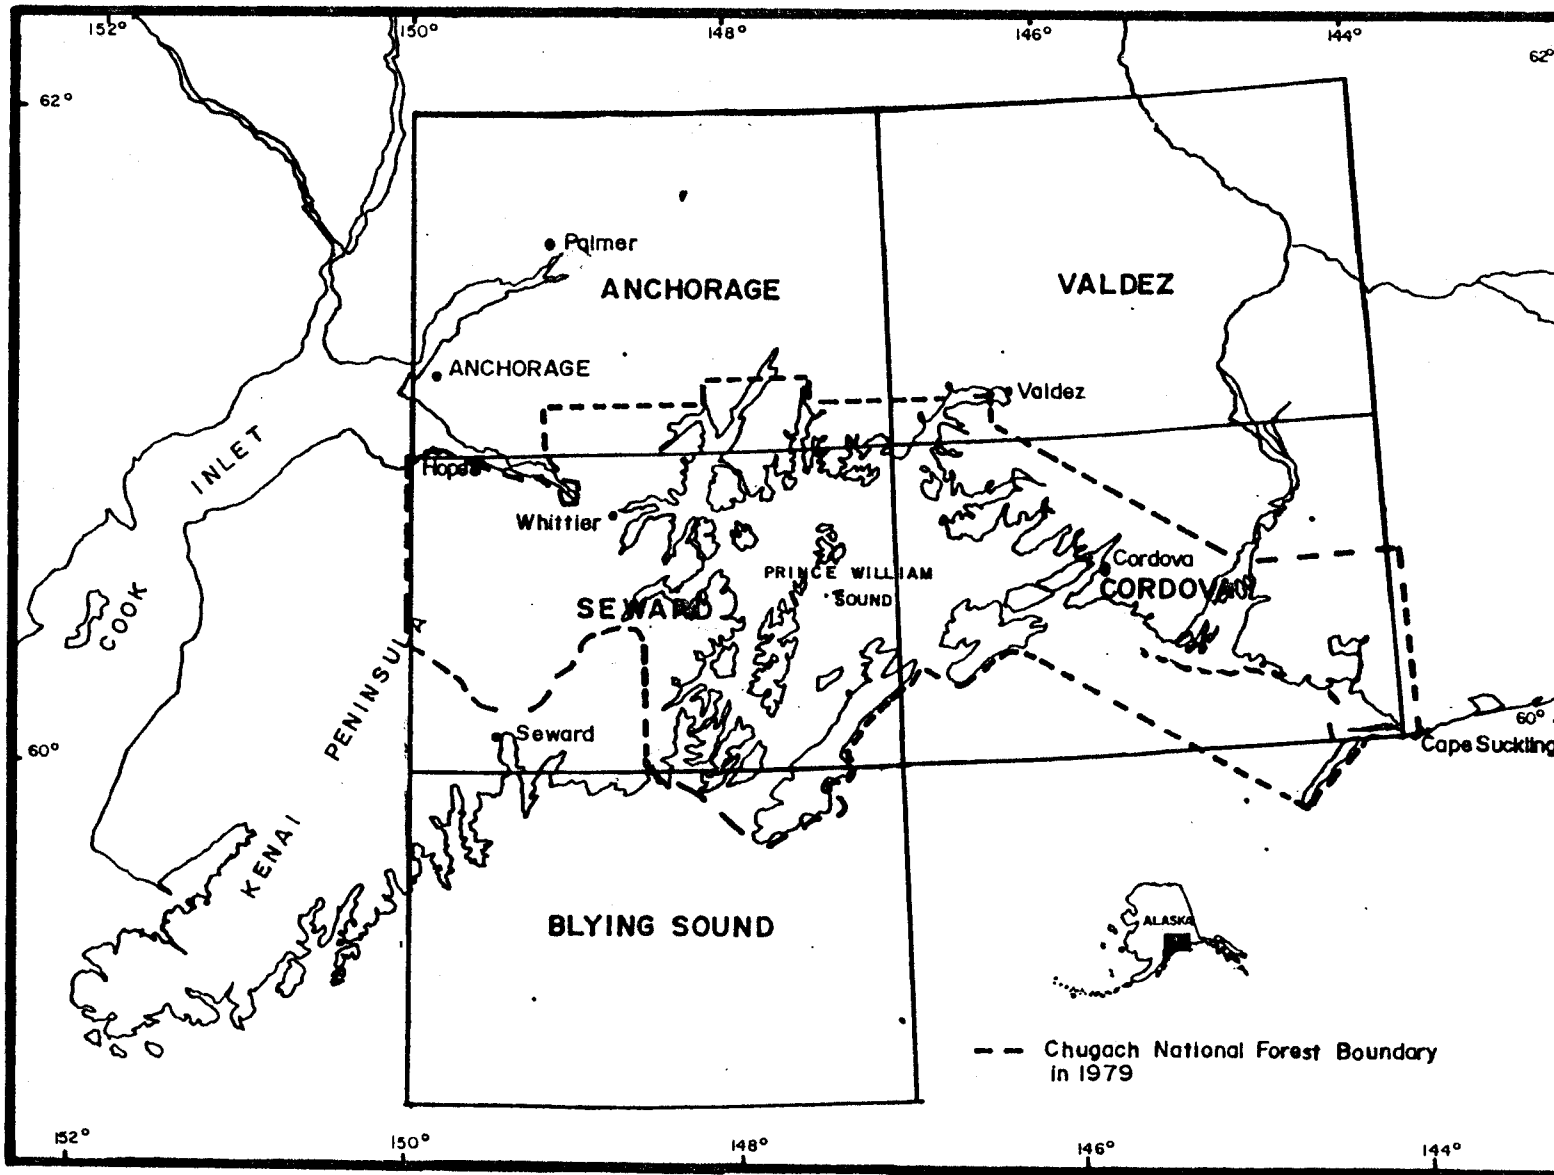 152°
150°
148°
146°
144°
62°
62°
Palmer
ANCHORAGE
VALDEZ
ANCHORAGE
Valdez
INLET
Hope
Whittier
Cordova
PRINCE WILLIAM
SOUND
CORDOVA
COOK
SEWARD
PENINSULA
Seward
60°
60°
Cape Suckling
KENAI
BLYING SOUND
ALASKA
Chugach National Forest Boundary
in 1979
152°
150°
148°
146°
144°